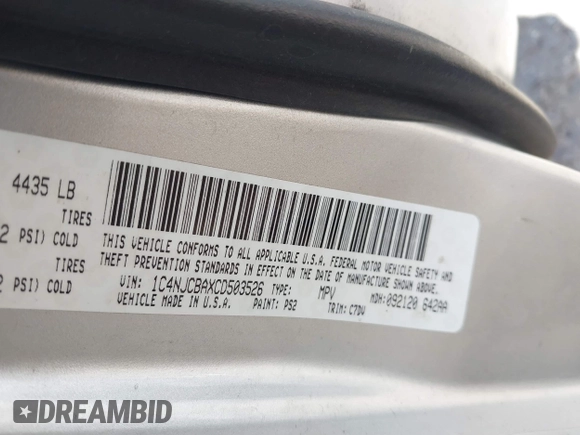 4435 LB
TIRES
2 PSI) COLD
TIRES
2 PSI) COLD
THIS VEHICLE CONFORMS TO ALL APPLICABLE U.S.A. FEDERAL MOTOR VEHICLE SAFETY AND
THEFT PREVENTION STANDARDS IN EFFECT ON THE DATE OF MANUFACTURE SHOWN ABOVE.
VIN: 1C4NJCBAXCD503526 TYPE: MPV MDH: 092120 642AA
VEHICLE MADE IN U.S.A. PAINT: PS2 TRIM: C7DV
DREAMBID